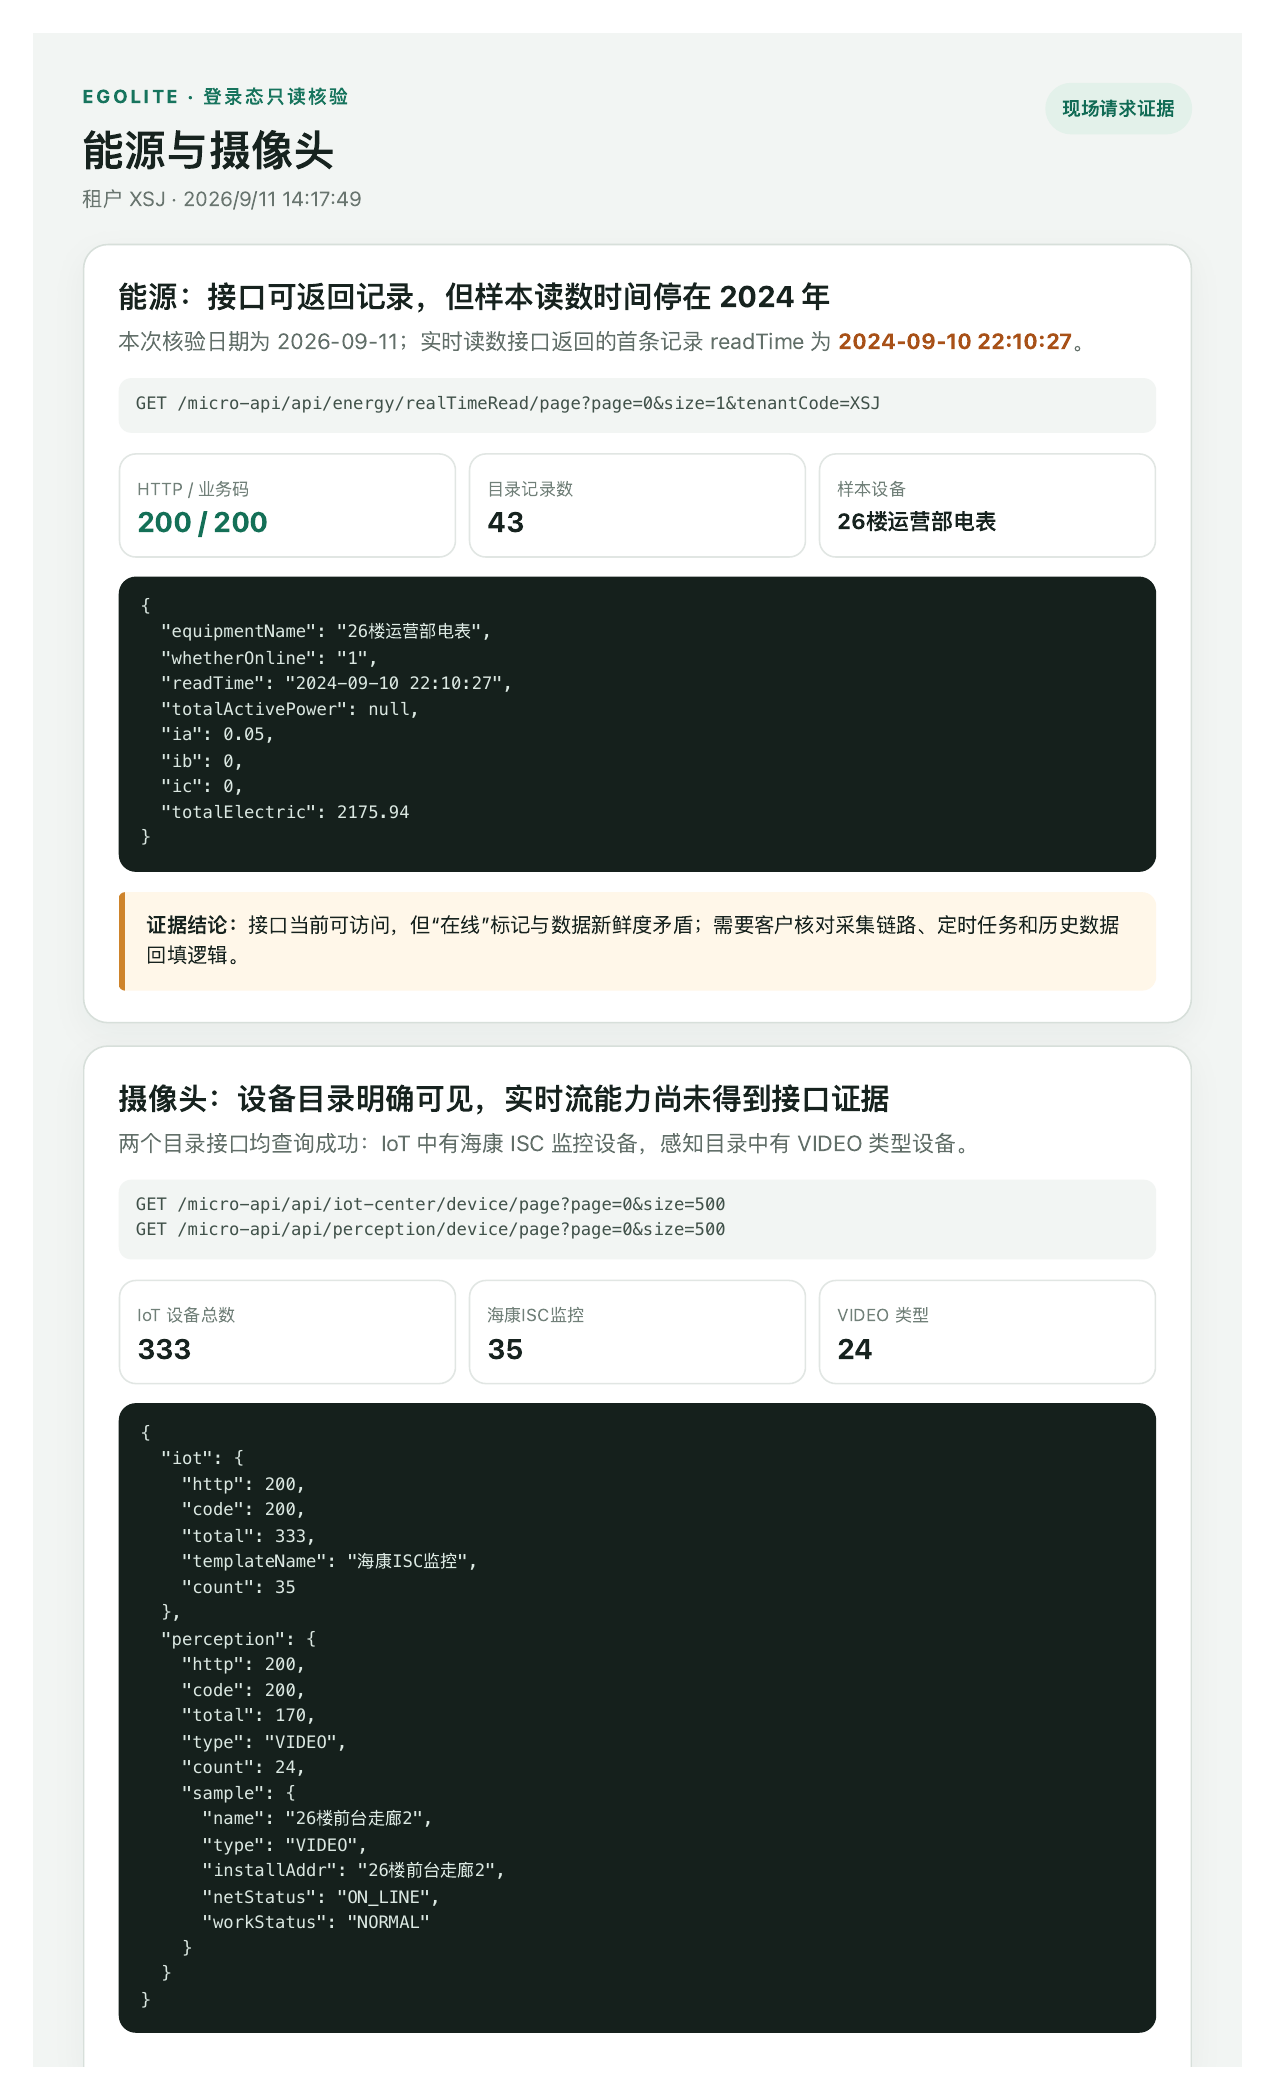 EGOLITE · 登录态只读核验
现场请求证据
能源与摄像头
租户 XSJ · 2026/9/11 14:17:49
能源：接口可返回记录，但样本读数时间停在 2024 年
本次核验日期为 2026-09-11；实时读数接口返回的首条记录 readTime 为 2024-09-10 22:10:27。
GET /micro-api/api/energy/realTimeRead/page?page=0&size=1&tenantCode=XSJ
HTTP / 业务码
200 / 200
目录记录数
43
样本设备
26楼运营部电表
{
  "equipmentName": "26楼运营部电表",
  "whetherOnline": "1",
  "readTime": "2024-09-10 22:10:27",
  "totalActivePower": null,
  "ia": 0.05,
  "ib": 0,
  "ic": 0,
  "totalElectric": 2175.94
}
证据结论：接口当前可访问，但“在线”标记与数据新鲜度矛盾；需要客户核对采集链路、定时任务和历史数据
回填逻辑。
摄像头：设备目录明确可见，实时流能力尚未得到接口证据
两个目录接口均查询成功：IoT 中有海康 ISC 监控设备，感知目录中有 VIDEO 类型设备。
GET /micro-api/api/iot-center/device/page?page=0&size=500
GET /micro-api/api/perception/device/page?page=0&size=500
IoT 设备总数
333
海康ISC监控
35
VIDEO 类型
24
{
  "iot": {
    "http": 200,
    "code": 200,
    "total": 333,
    "templateName": "海康ISC监控",
    "count": 35
  },
  "perception": {
    "http": 200,
    "code": 200,
    "total": 170,
    "type": "VIDEO",
    "count": 24,
    "sample": {
      "name": "26楼前台走廊2",
      "type": "VIDEO",
      "installAddr": "26楼前台走廊2",
      "netStatus": "ON_LINE",
      "workStatus": "NORMAL"
    }
  }
}